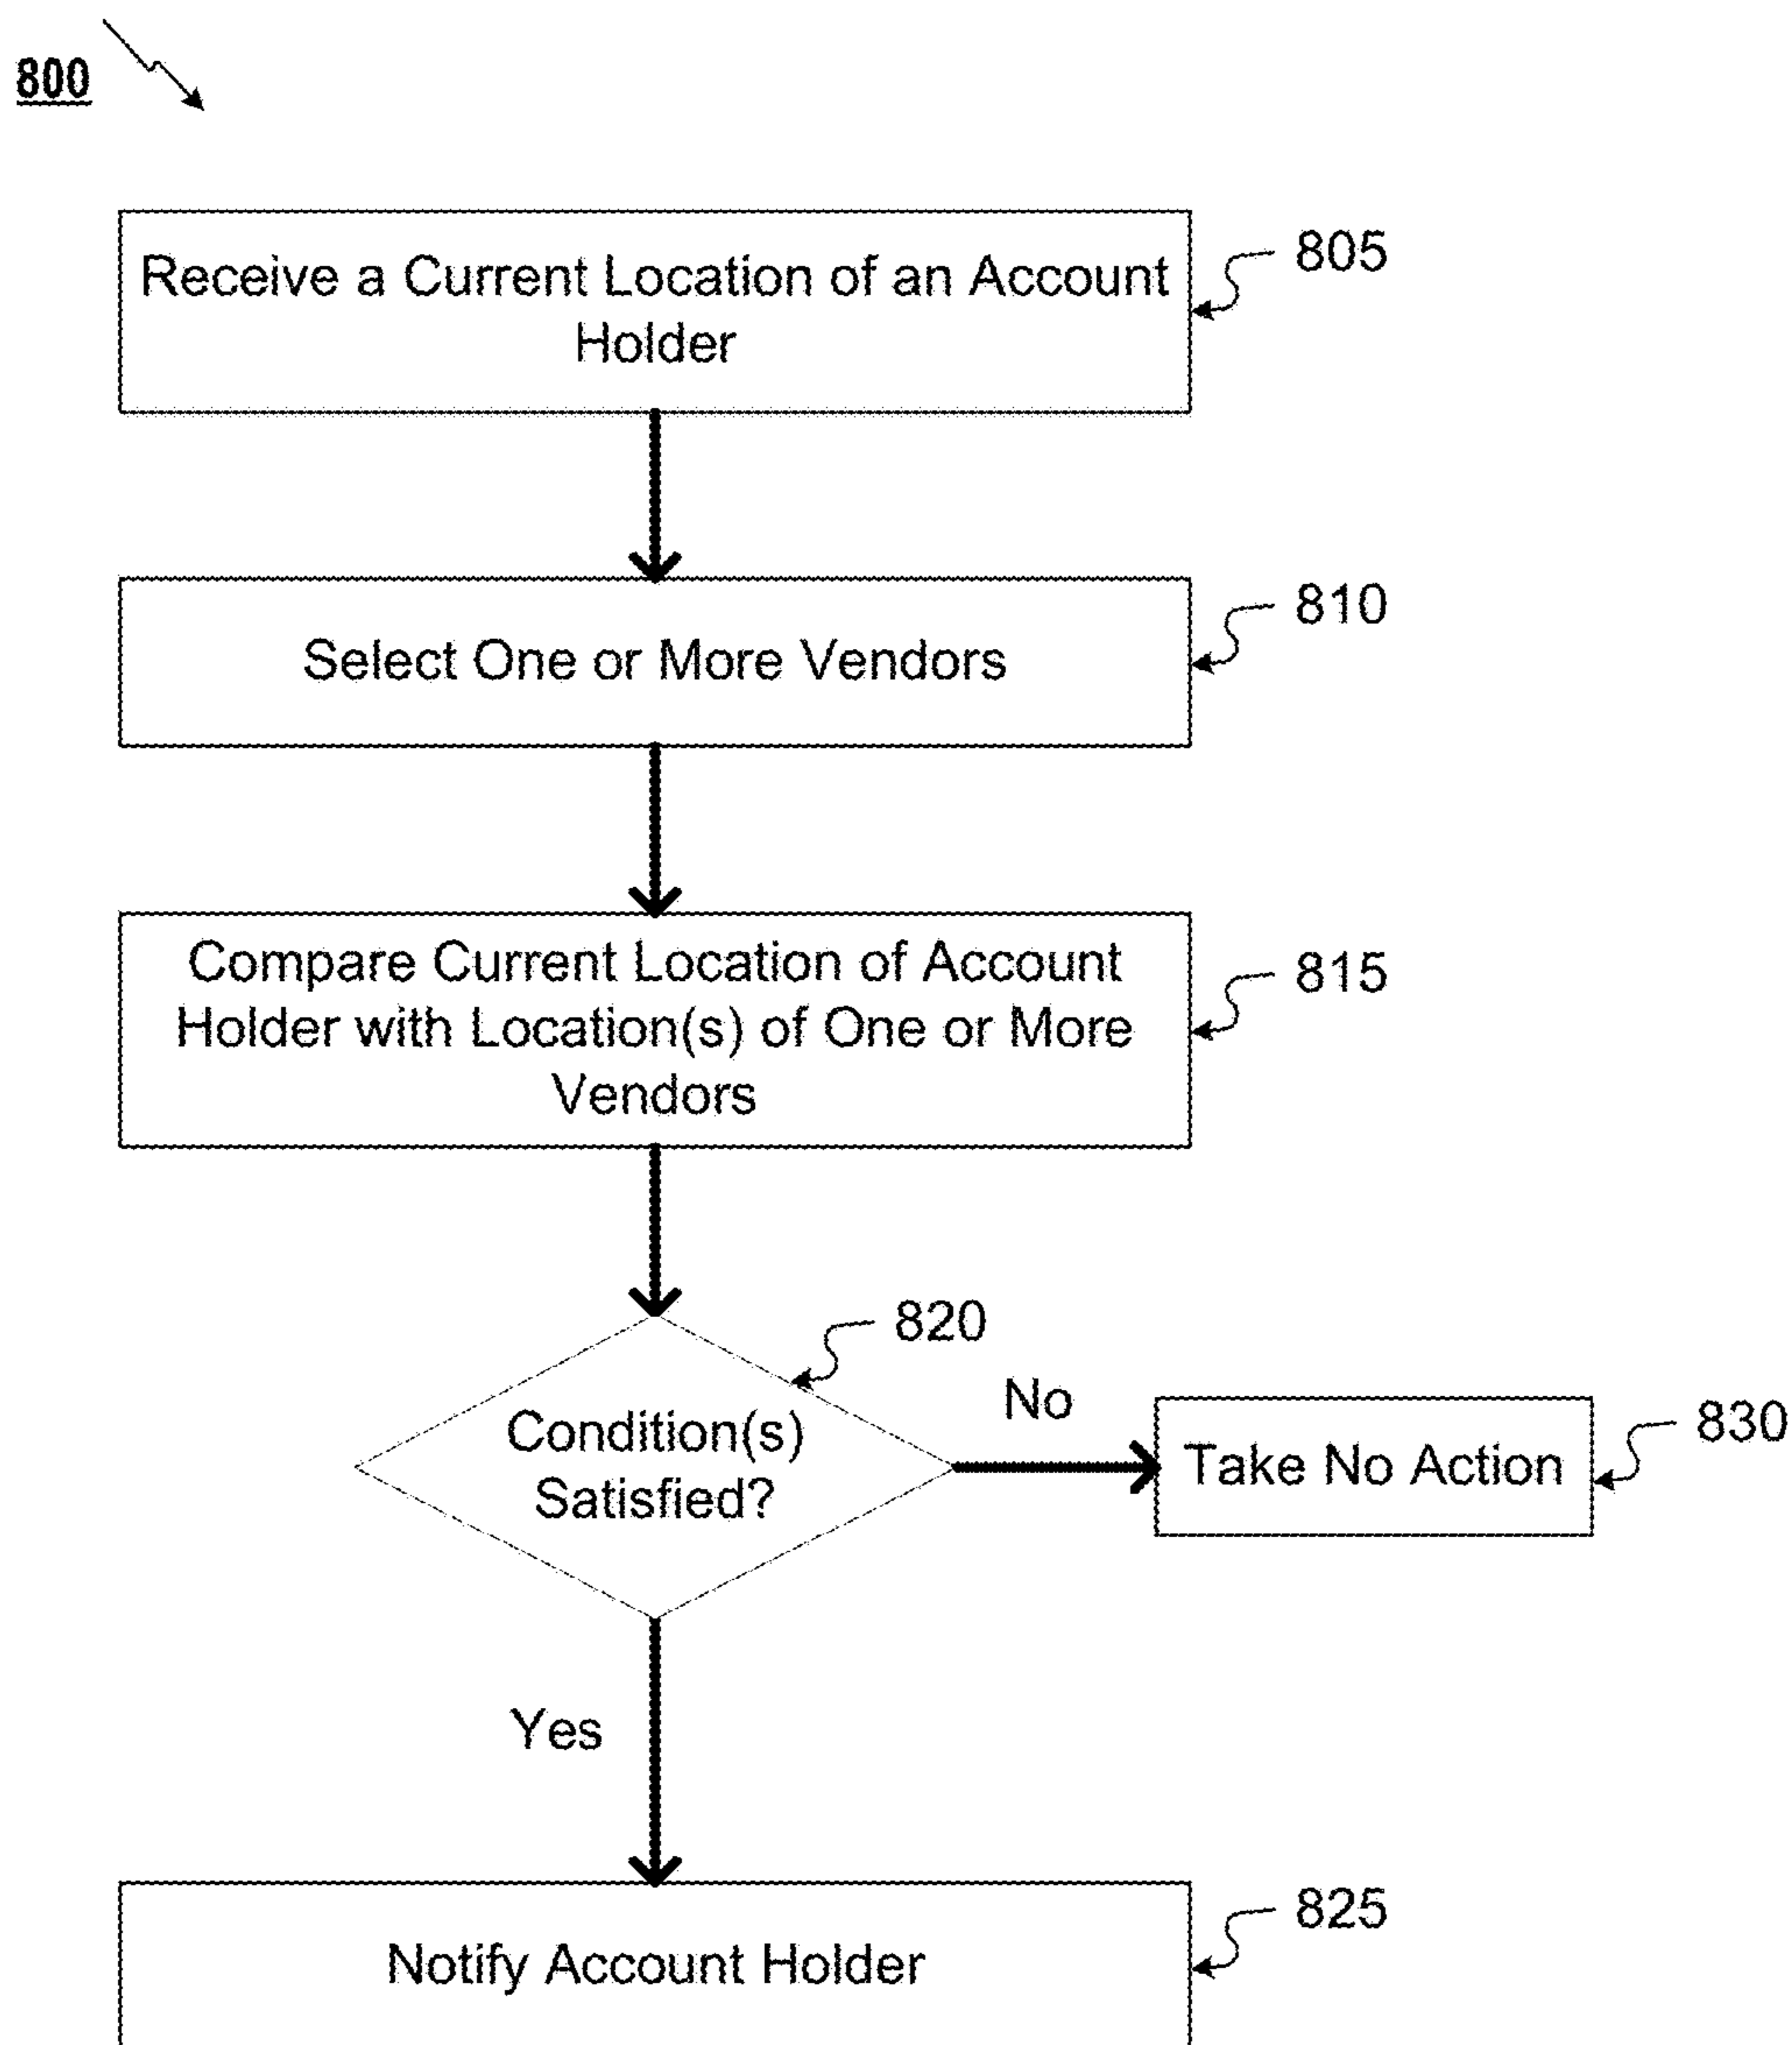 800
Receive a Current Location of an Account
Holder
805
Select One or More Vendors
810
Compare Current Location of Account
Holder with Location(s) of One or More
Vendors
815
820
Condition(s)
Satisfied?
No
Take No Action
830
Yes
Notify Account Holder
825